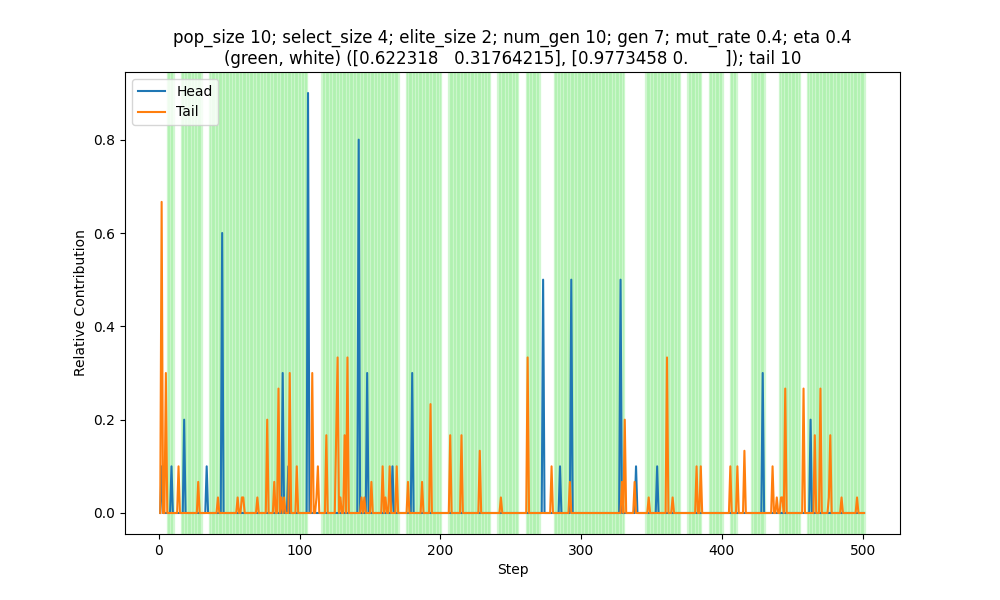 pop_size 10; select_size 4; elite_size 2; num_gen 10; gen 7; mut_rate 0.4; eta 0.4
(green, white) ([0.622318   0.31764215], [0.9773458 0.        ]); tail 10
Head
Tail
Relative Contribution
0.8
0.6
0.4
0.2
0.0
0 100 200 300 400 500
Step